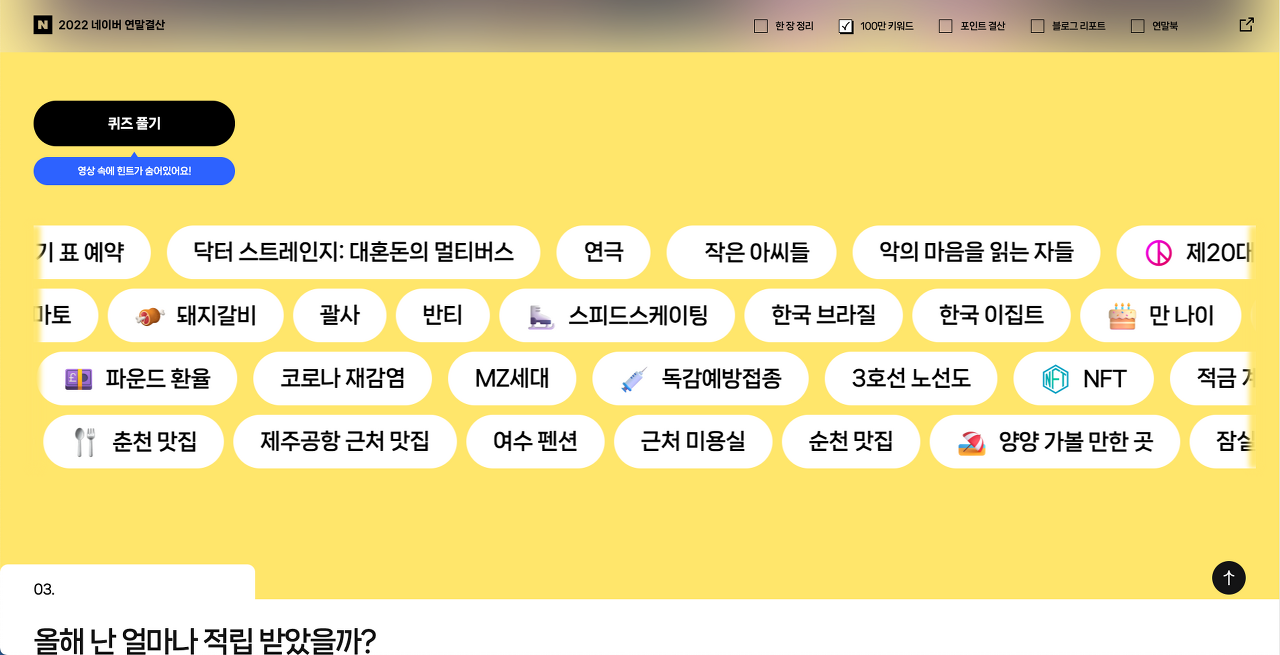 N 2022 네이버 연말결산
한 장 정리 100만 키워드 포인트 결산 블로그 리포트 연말북
퀴즈 풀기
영상 속에 힌트가 숨어있어요!
기 표 예약 닥터 스트레인지: 대혼돈의 멀티버스 연극 작은 아씨들 악의 마음을 읽는 자들 제20대
마토 돼지갈비 괄사 반티 스피드스케이팅 한국 브라질 한국 이집트 만 나이
파운드 환율 코로나 재감염 MZ세대 독감예방접종 3호선 노선도 NFT NFT 적금
춘천 맛집 제주공항 근처 맛집 여수 펜션 근처 미용실 순천 맛집 양양 가볼 만한 곳 잠실
03.
올해 난 얼마나 적립 받았을까?